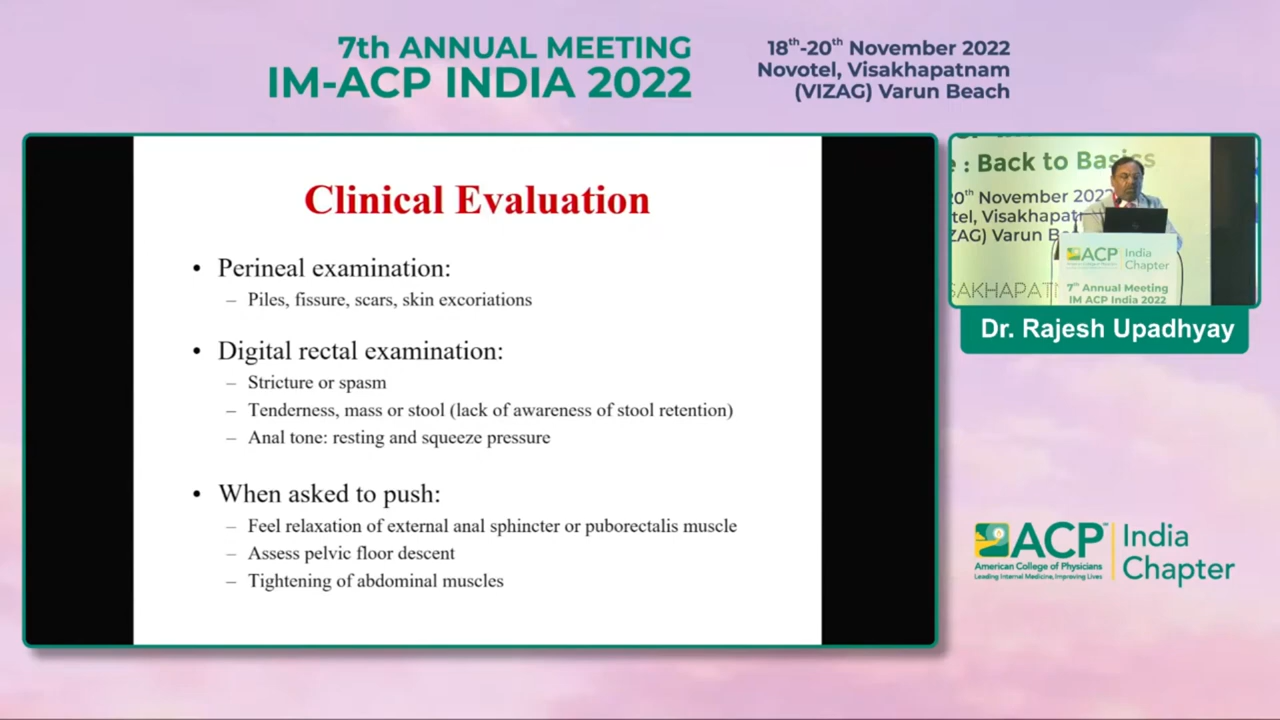 7th ANNUAL MEETING
IM-ACP INDIA 2022
18th-20th November 2022
Novotel, Visakhapatnam
(VIZAG) Varun Beach
Clinical Evaluation
• Perineal examination:
– Piles, fissure, scars, skin excoriations
• Digital rectal examination:
– Stricture or spasm
– Tenderness, mass or stool (lack of awareness of stool retention)
– Anal tone: resting and squeeze pressure
• When asked to push:
– Feel relaxation of external anal sphincter or puborectalis muscle
– Assess pelvic floor descent
– Tightening of abdominal muscles
: Back to Basics
November 2022
Varun
ACP India
Chapter
7th Annual Meeting
IM ACP India 2022
Dr. Rajesh Upadhyay
ACP™ India
Chapter
American College of Physicians
Leading Internal Medicine, Improving Lives